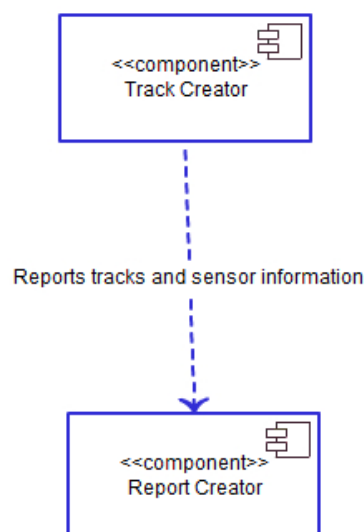 <<component>>
Track Creator
Reports tracks and sensor information
<<component>>
Report Creator